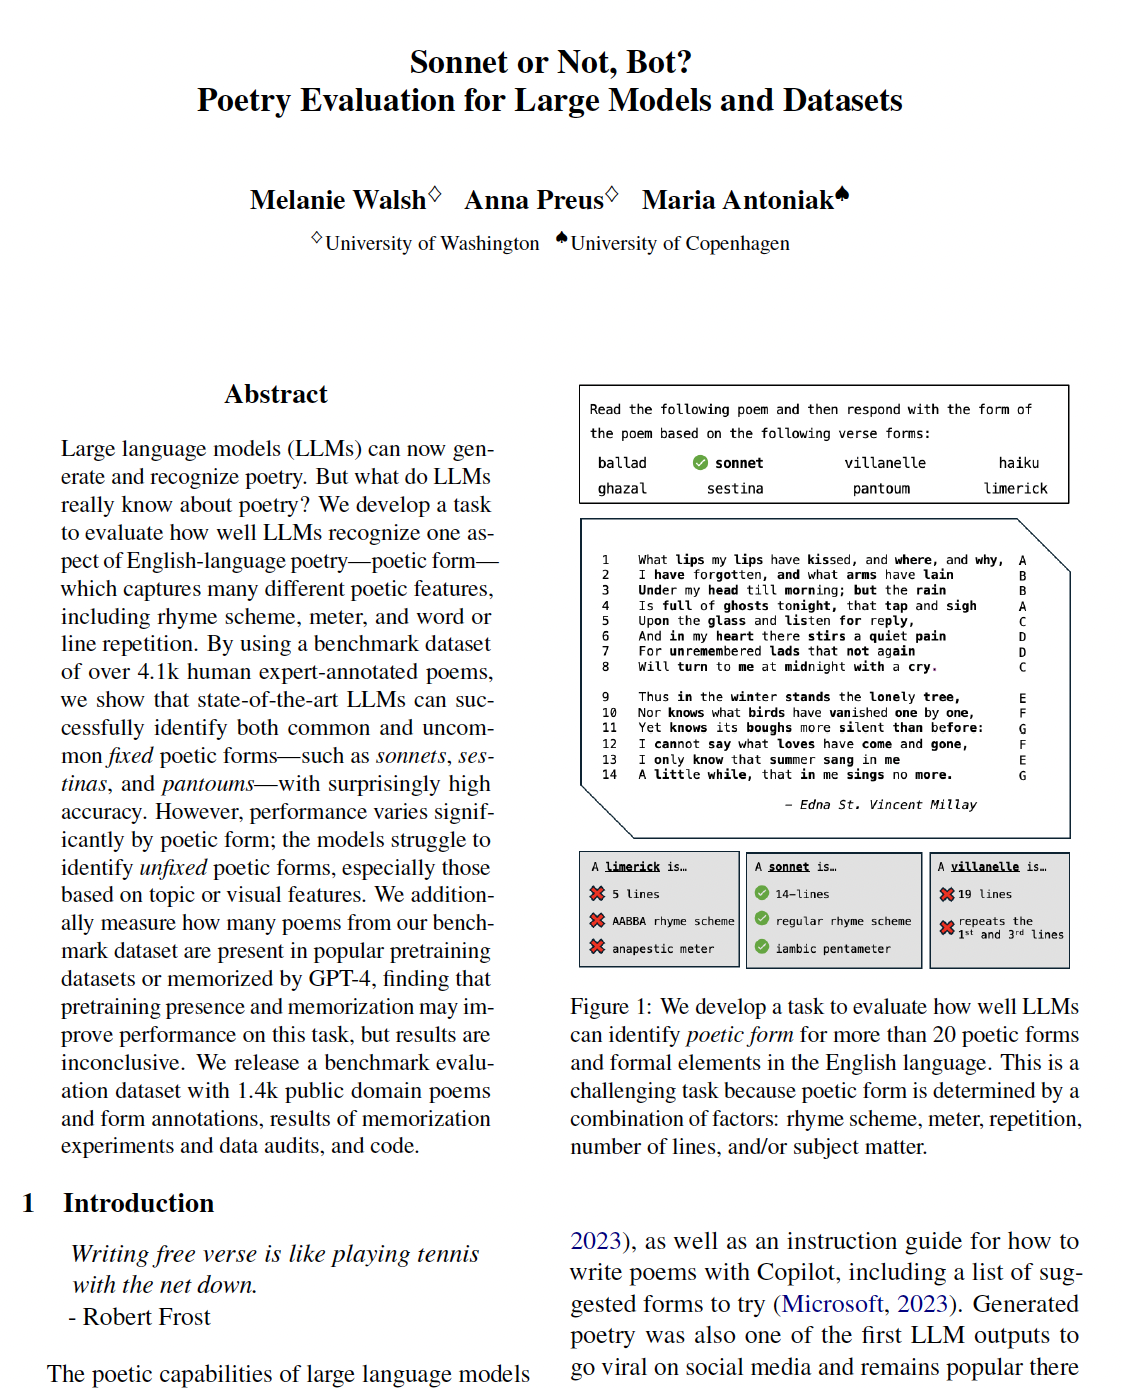 Sonnet or Not, Bot?
Poetry Evaluation for Large Models and Datasets
Melanie Walsh♢ Anna Preus♢ Maria Antoniak♠
♢University of Washington ♠University of Copenhagen
Abstract
Large language models (LLMs) can now gen-
erate and recognize poetry. But what do LLMs
really know about poetry? We develop a task
to evaluate how well LLMs recognize one as-
pect of English-language poetry—poetic form—
which captures many different poetic features,
including rhyme scheme, meter, and word or
line repetition. By using a benchmark dataset
of over 4.1k human expert-annotated poems,
we show that state-of-the-art LLMs can suc-
cessfully identify both common and uncom-
mon fixed poetic forms—such as sonnets, ses-
tinas, and pantoums—with surprisingly high
accuracy. However, performance varies signif-
icantly by poetic form; the models struggle to
identify unfixed poetic forms, especially those
based on topic or visual features. We addition-
ally measure how many poems from our bench-
mark dataset are present in popular pretraining
datasets or memorized by GPT-4, finding that
pretraining presence and memorization may im-
prove performance on this task, but results are
inconclusive. We release a benchmark evalu-
ation dataset with 1.4k public domain poems
and form annotations, results of memorization
experiments and data audits, and code.
1 Introduction
Writing free verse is like playing tennis
with the net down.
- Robert Frost
The poetic capabilities of large language models
Read the following poem and then respond with the form of
the poem based on the following verse forms:
ballad sonnet villanelle haiku
ghazal sestina pantoum limerick
1 What lips my lips have kissed, and where, and why, A
2 I have forgotten, and what arms have lain B
3 Under my head till morning; but the rain B
4 Is full of ghosts tonight, that tap and sigh A
5 Upon the glass and listen for reply, C
6 And in my heart there stirs a quiet pain D
7 For unremembered lads that not again D
8 Will turn to me at midnight with a cry. C
9 Thus in the winter stands the lonely tree, E
10 Nor knows what birds have vanished one by one, F
11 Yet knows its boughs more silent than before: G
12 I cannot say what loves have come and gone, F
13 I only know that summer sang in me E
14 A little while, that in me sings no more. G
– Edna St. Vincent Millay
A limerick is…
5 lines
AABBA rhyme scheme
anapestic meter
A sonnet is…
14-lines
regular rhyme scheme
iambic pentameter
A villanelle is…
19 lines
repeats the
1st and 3rd lines
Figure 1: We develop a task to evaluate how well LLMs
can identify poetic form for more than 20 poetic forms
and formal elements in the English language. This is a
challenging task because poetic form is determined by a
combination of factors: rhyme scheme, meter, repetition,
number of lines, and/or subject matter.
2023), as well as an instruction guide for how to
write poems with Copilot, including a list of sug-
gested forms to try (Microsoft, 2023). Generated
poetry was also one of the first LLM outputs to
go viral on social media and remains popular there